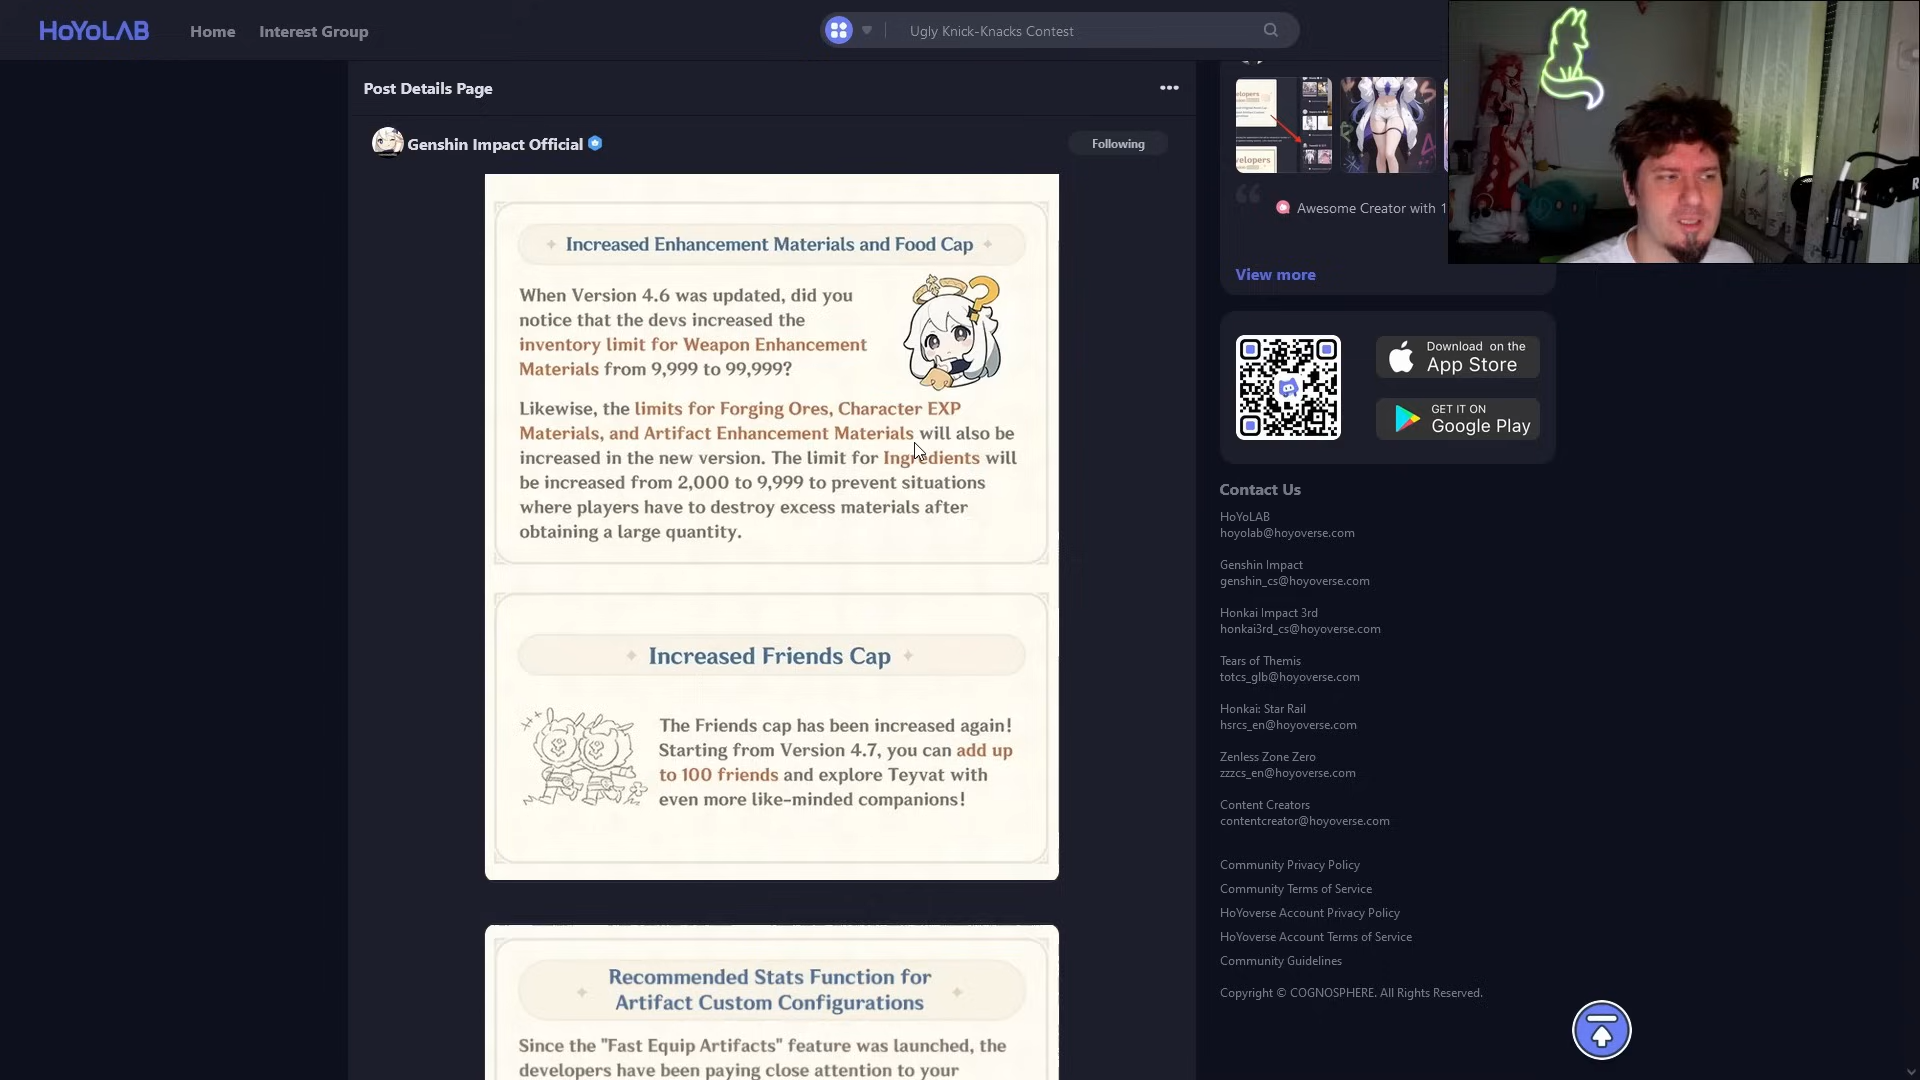 HoYoLAB
Home
Interest Group
Ugly Knick-Knacks Contest
Post Details Page
Genshin Impact Official
Following
Increased Enhancement Materials and Food Cap
When Version 4.6 was updated, did you
notice that the devs increased the
inventory limit for Weapon Enhancement
Materials from 9,999 to 99,999?
Likewise, the limits for Forging Ores, Character EXP
Materials, and Artifact Enhancement Materials will also be
increased in the new version. The limit for Ingredients will
be increased from 2,000 to 9,999 to prevent situations
where players have to destroy excess materials after
obtaining a large quantity.
Increased Friends Cap
The Friends cap has been increased again!
Starting from Version 4.7, you can add up
to 100 friends and explore Teyvat with
even more like-minded companions!
Recommended Stats Function for
Artifact Custom Configurations
Since the "Fast Equip Artifacts" feature was launched, the
developers have been paying close attention to your
Awesome Creator with 1
View more
Download on the
App Store
GET IT ON
Google Play
Contact Us
HoYoLAB
hoyolab@hoyoverse.com
Genshin Impact
genshin_cs@hoyoverse.com
Honkai Impact 3rd
honkai3rd_cs@hoyoverse.com
Tears of Themis
totcs_glb@hoyoverse.com
Honkai: Star Rail
hsrcs_en@hoyoverse.com
Zenless Zone Zero
zzzcs_en@hoyoverse.com
Content Creators
contentcreator@hoyoverse.com
Community Privacy Policy
Community Terms of Service
HoYoverse Account Privacy Policy
HoYoverse Account Terms of Service
Community Guidelines
Copyright © COGNOSPHERE. All Rights Reserved.